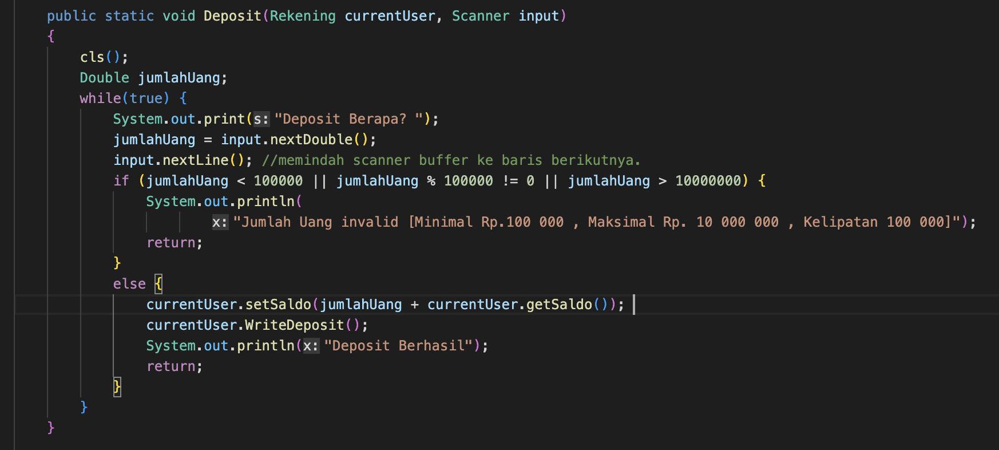 public static void Deposit(Rekening currentUser, Scanner input)
{
cls();
Double jumlahUang;
while(true) {
System.out.print(s: "Deposit Berapa? ");
jumlahUang = input.nextDouble();
input.nextLine(); //memindah scanner buffer ke baris berikutnya.
if (jumlahUang < 100000 || jumlahUang % 100000 != 0 || jumlahUang > 10000000) {
System.out.println(
x: "Jumlah Uang invalid [Minimal Rp.100 000 , Maksimal Rp. 10 000 000 , Kelipatan 100 000]");
return;
}
else {
currentUser.setSaldo(jumlahUang + currentUser.getSaldo());
currentUser.WriteDeposit();
System.out.println(x: "Deposit Berhasil");
return;
}
}
}